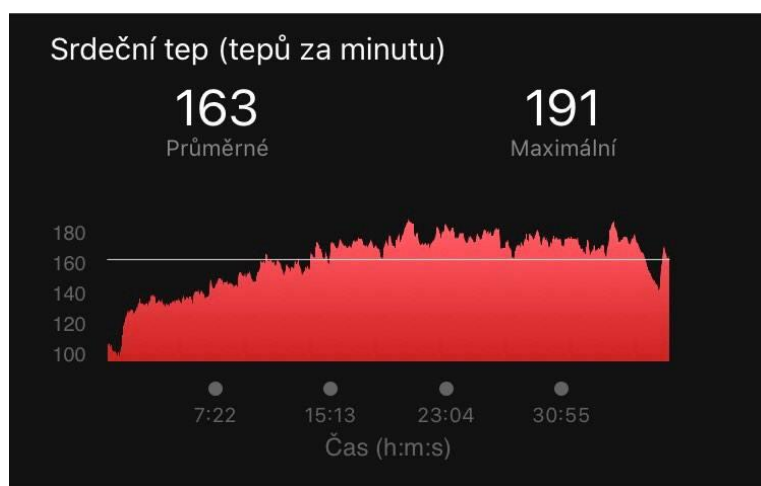 Srdeční tep (tepů za minutu)
163 191
Průměrné Maximální
180
160
140
120
100
7:22 15:13 23:04 30:55
Čas (h:m:s)